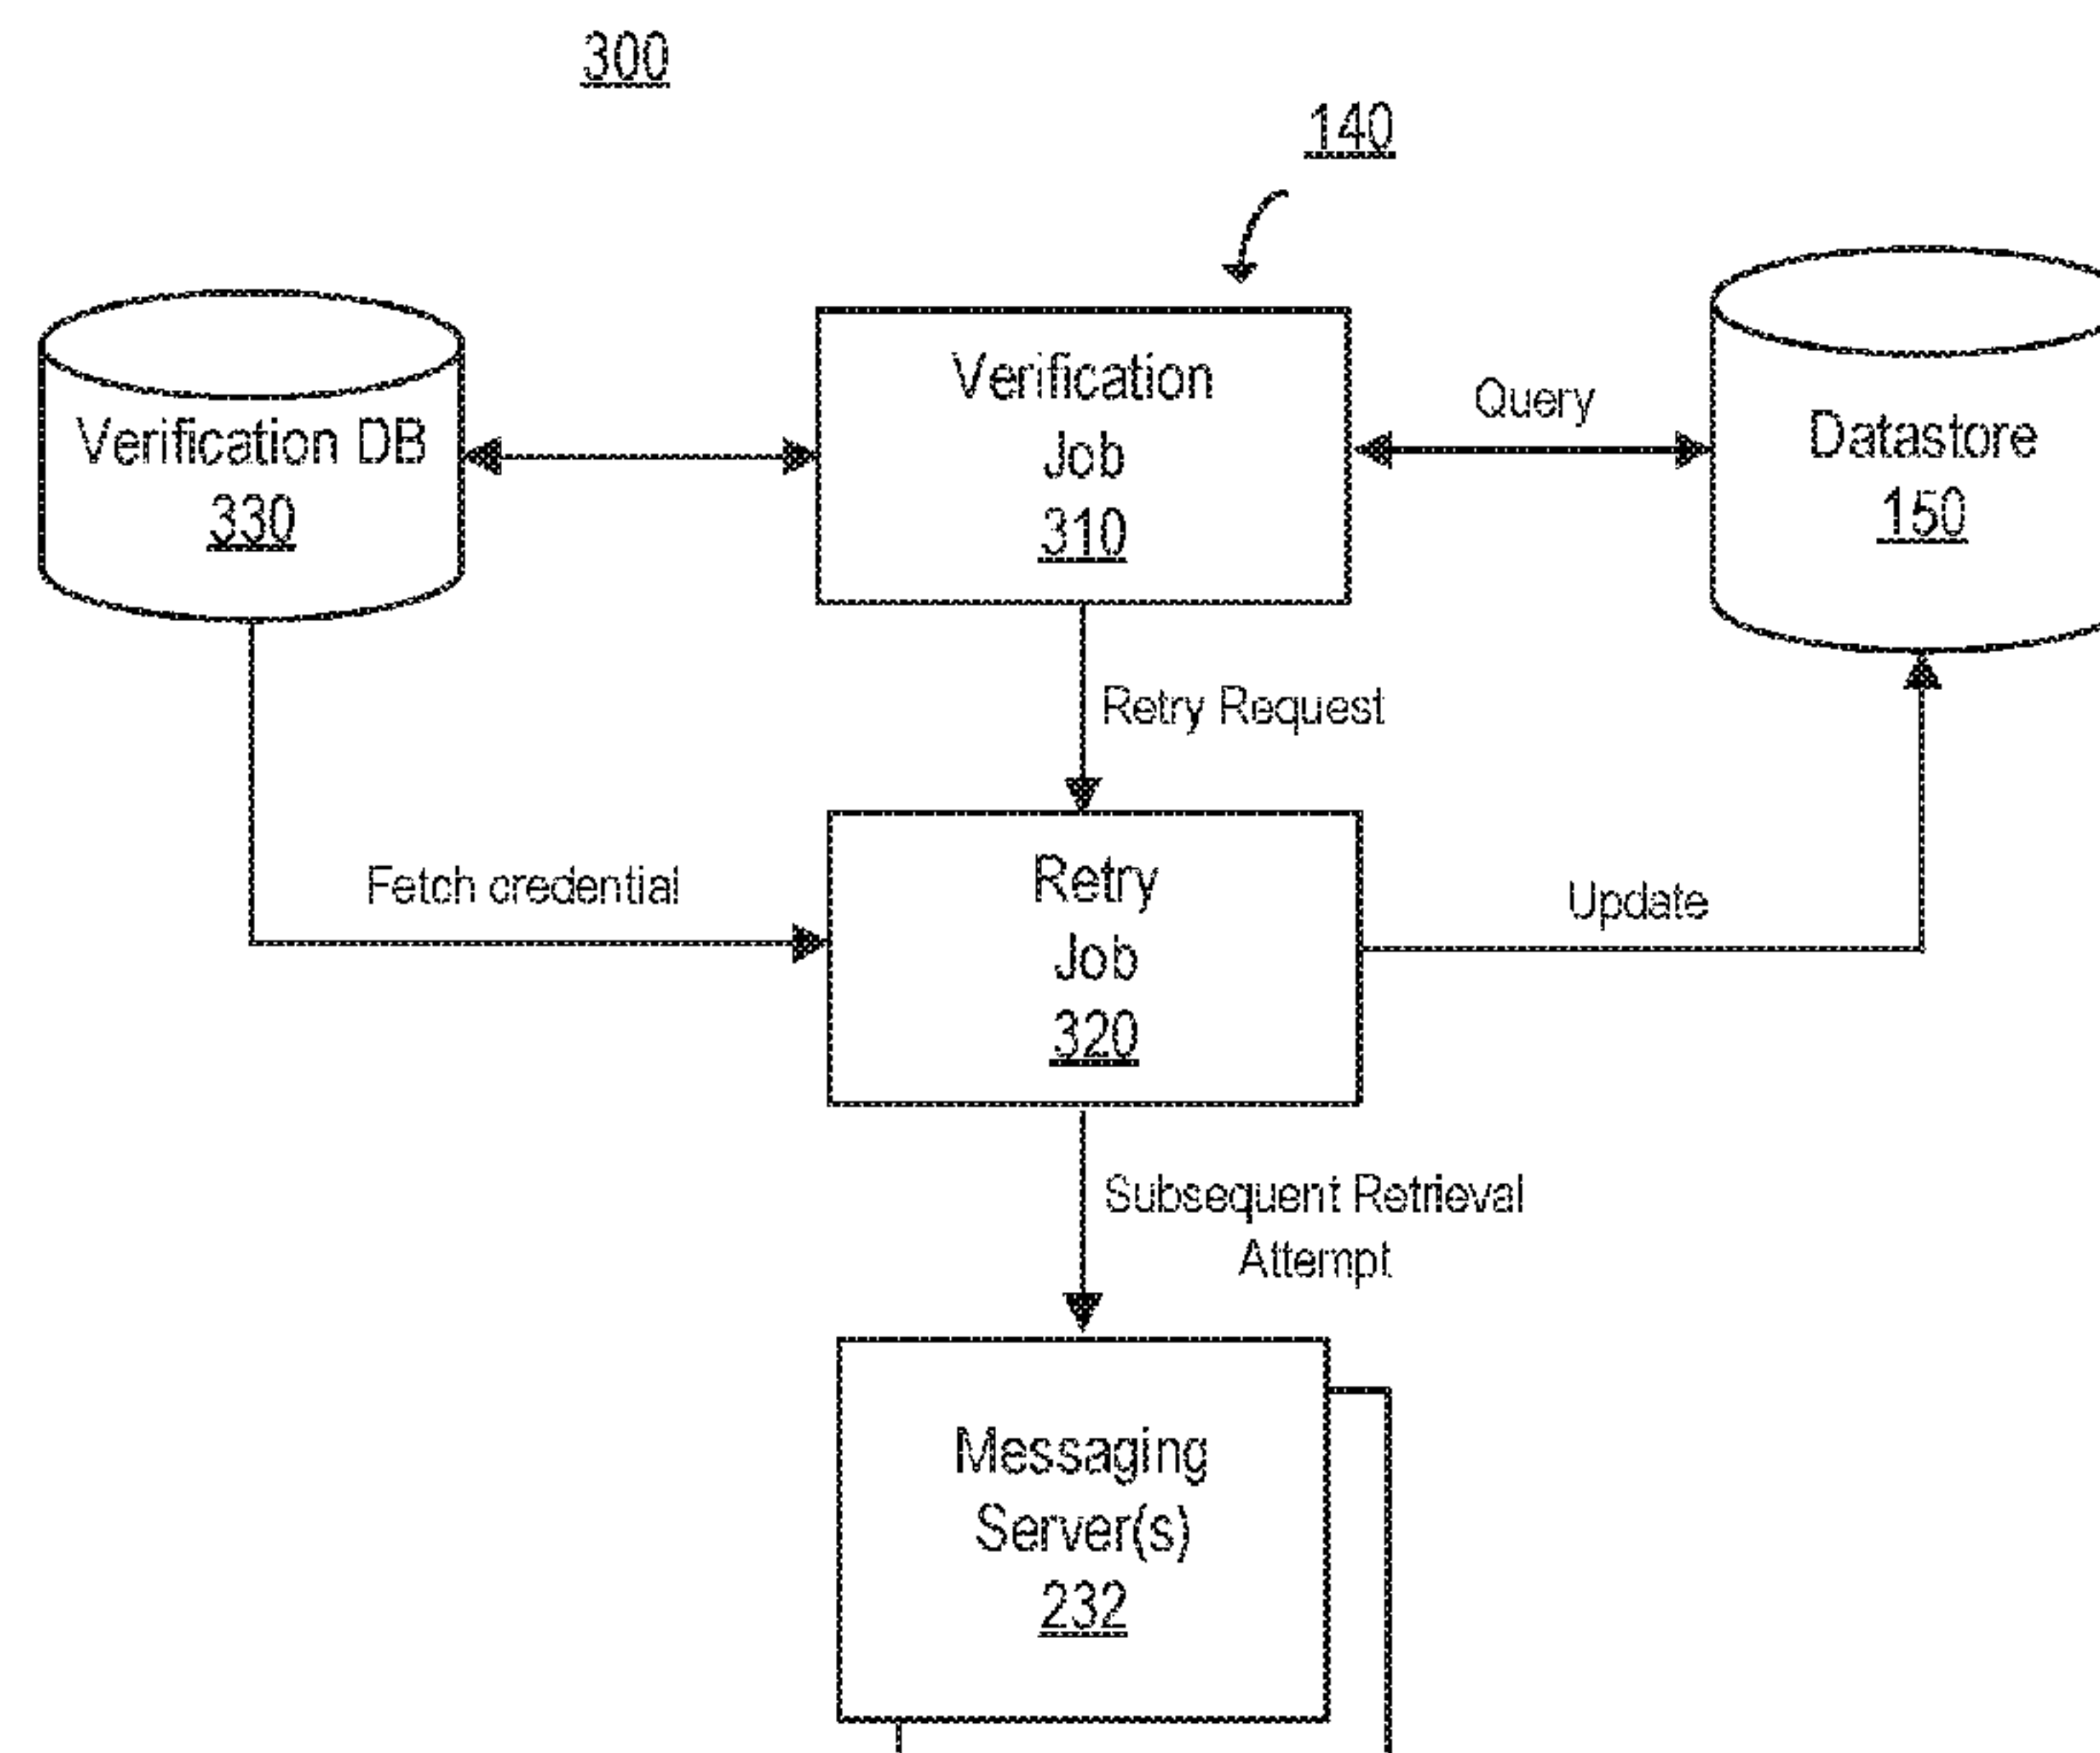 300
140
Verification DB
330
Verification
Job
310
Query
Datastore
150
Retry Request
Fetch credential
Retry
Job
320
Update
Subsequent Retrieval
Attempt
Messaging
Server(s)
232